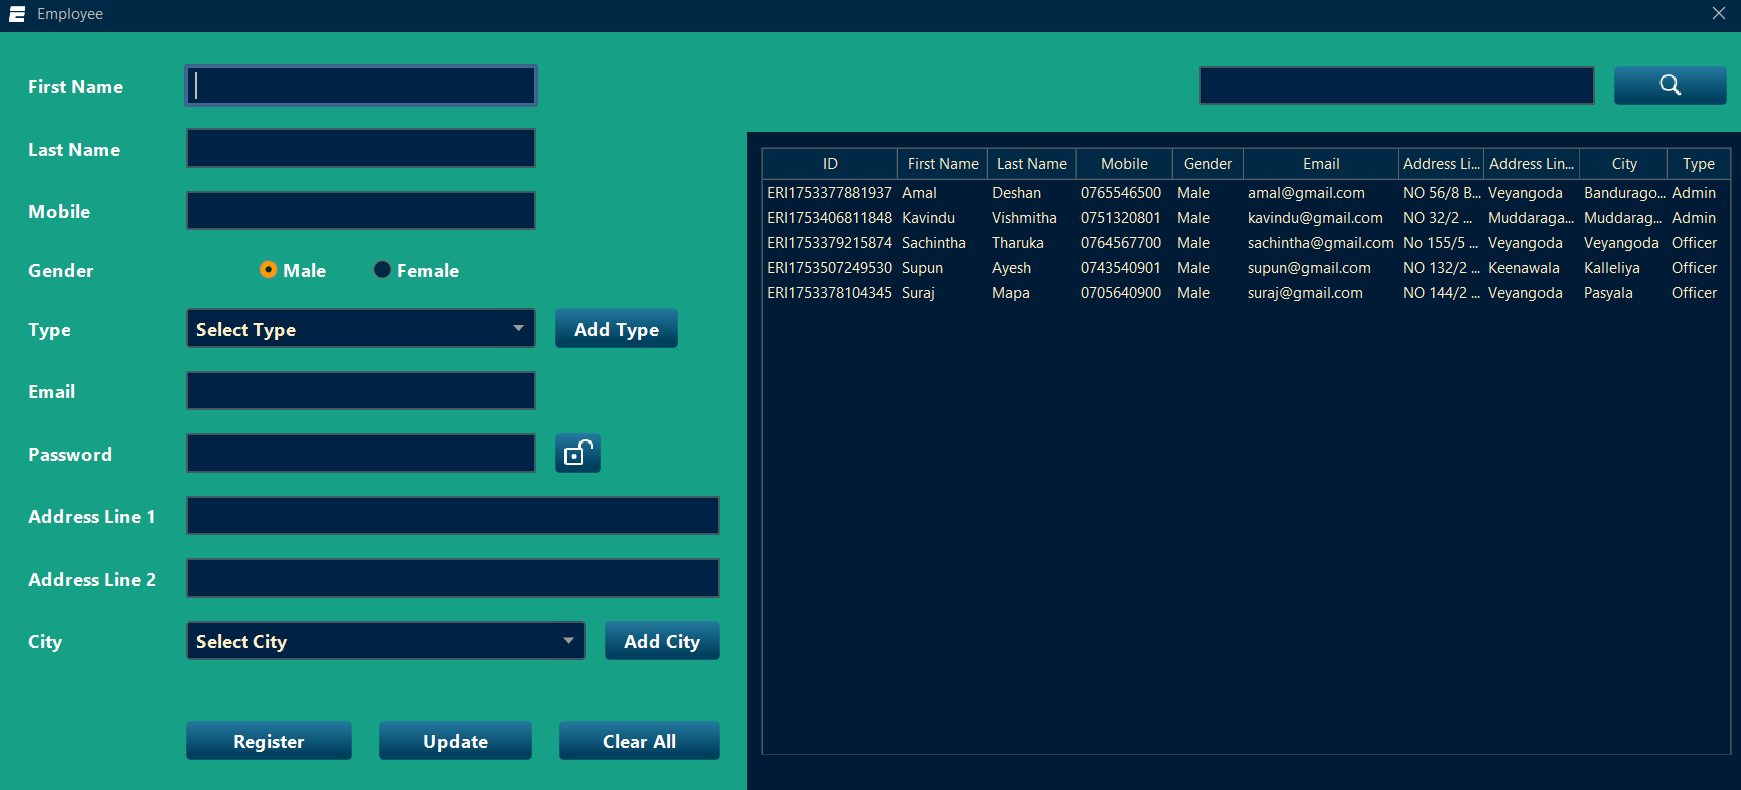 Employee
First Name
Last Name
Mobile
Gender Male Female
Type Select Type Add Type
Email
Password
Address Line 1
Address Line 2
City Select City Add City
Register Update Clear All
ID First Name Last Name Mobile Gender Email Address Li... Address Lin... City Type
ERI1753377881937 Amal Deshan 0765546500 Male amal@gmail.com NO 56/8 B... Veyangoda Bandurago... Admin
ERI1753406811848 Kavindu Vishmitha 0751320801 Male kavindu@gmail.com NO 32/2 ... Muddaraga... Muddarag... Admin
ERI1753379215874 Sachintha Tharuka 0764567700 Male sachintha@gmail.com No 155/5 ... Veyangoda Veyangoda Officer
ERI1753507249530 Supun Ayesh 0743540901 Male supun@gmail.com NO 132/2 ... Keenawala Kalleliya Officer
ERI1753378104345 Suraj Mapa 0705640900 Male suraj@gmail.com NO 144/2 ... Veyangoda Pasyala Officer